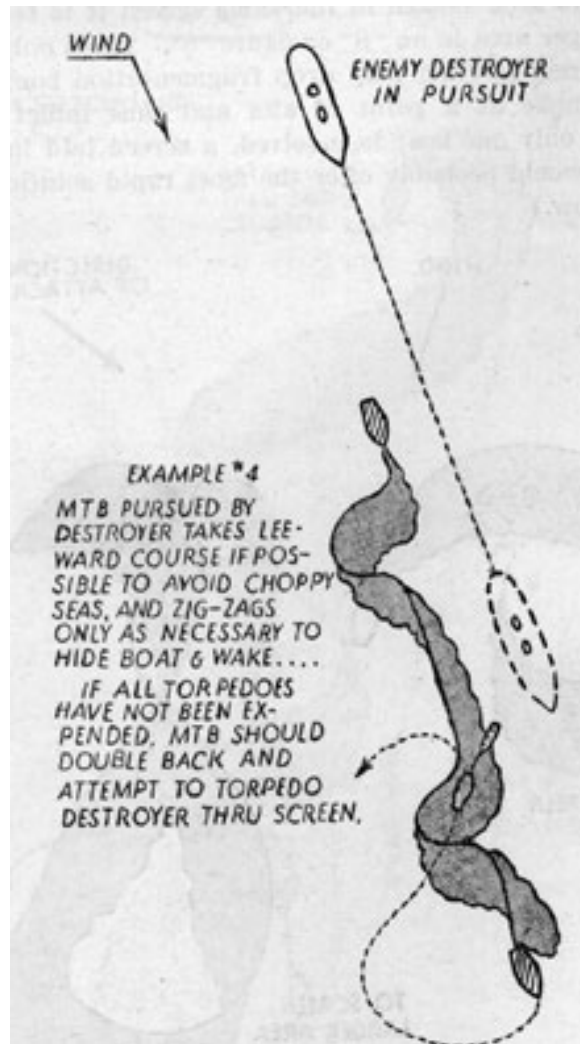 WIND
ENEMY DESTROYER
IN PURSUIT
EXAMPLE #4
MTB PURSUED BY
DESTROYER TAKES LEE-
WARD COURSE IF POS-
SIBLE TO AVOID CHOPPY
SEAS, AND ZIG-ZAGS
ONLY AS NECESSARY TO
HIDE BOAT & WAKE....
IF ALL TORPEDOES
HAVE NOT BEEN EX-
PENDED, MTB SHOULD
DOUBLE BACK AND
ATTEMPT TO TORPEDO
DESTROYER THRU SCREEN.